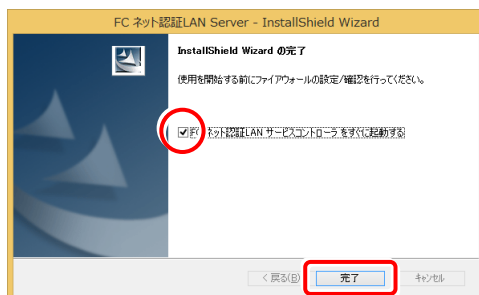 FC ネット認証LAN Server - InstallShield Wizard
InstallShield Wizard の完了
使用を開始する前にファイアウォールの設定/確認を行ってください。
FC ネット認証LAN サービスコントローラ をすぐに起動する
< 戻る(B)
完了
キャンセル